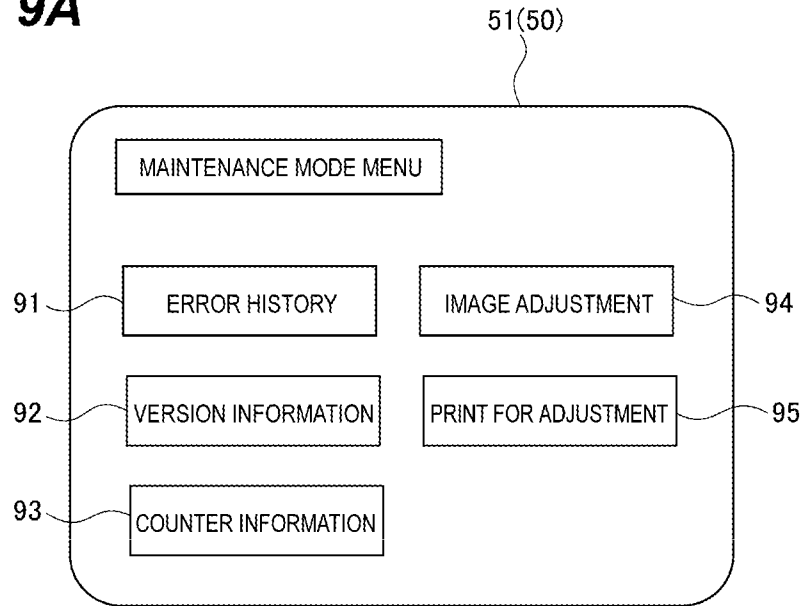 9A
51(50)
MAINTENANCE MODE MENU
91 ERROR HISTORY IMAGE ADJUSTMENT 94
92 VERSION INFORMATION PRINT FOR ADJUSTMENT 95
93 COUNTER INFORMATION